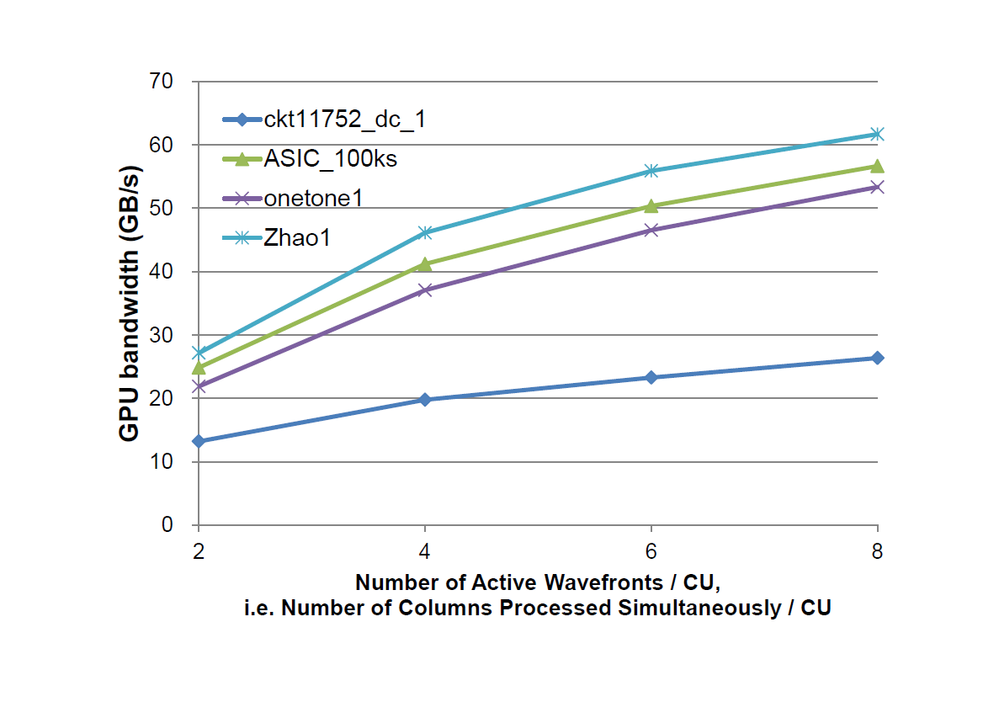 70
60
50
40
30
20
10
0
GPU bandwidth (GB/s)
ckt11752_dc_1
ASIC_100ks
onetone1
Zhao1
2 4 6 8
Number of Active Wavefronts / CU,
i.e. Number of Columns Processed Simultaneously / CU